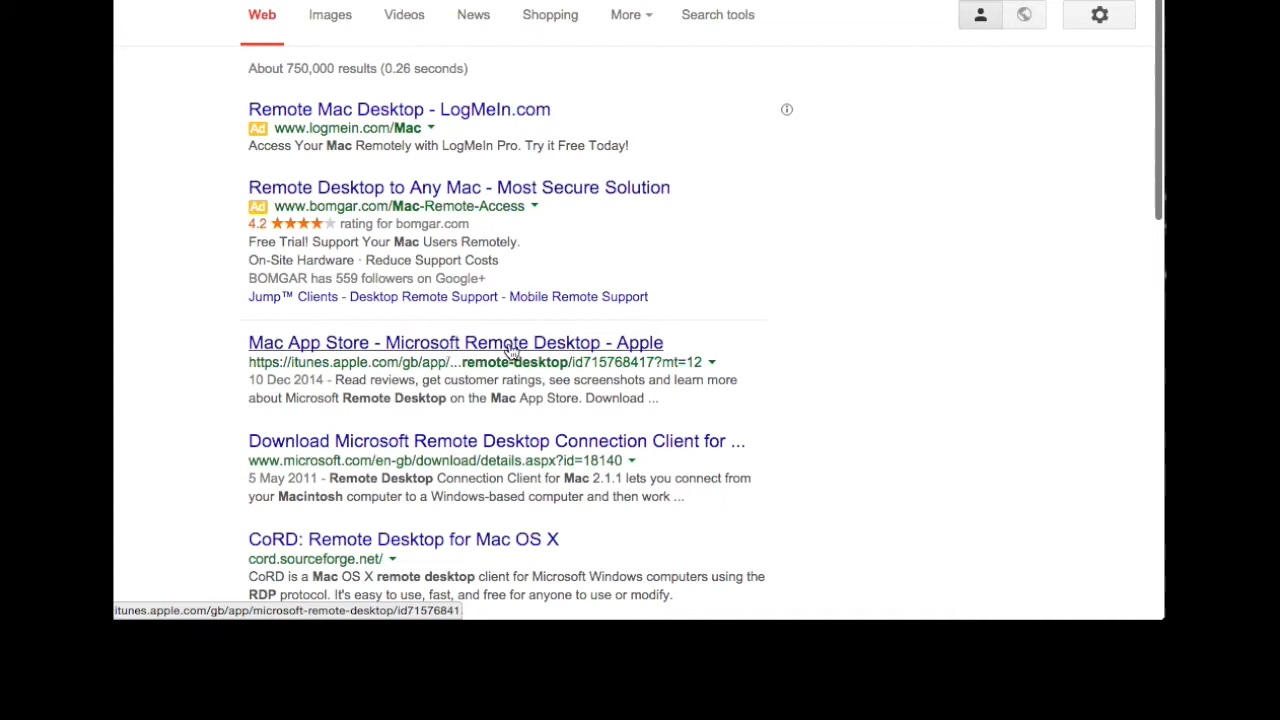 Web Images Videos News Shopping More Search tools
About 750,000 results (0.26 seconds)
Remote Mac Desktop - LogMeIn.com
Ad www.logmein.com/Mac
Access Your Mac Remotely with LogMeIn Pro. Try it Free Today!
Remote Desktop to Any Mac - Most Secure Solution
Ad www.bomgar.com/Mac-Remote-Access
4.2 ★★★★★ rating for bomgar.com
Free Trial! Support Your Mac Users Remotely.
On-Site Hardware · Reduce Support Costs
BOMGAR has 559 followers on Google+
Jump™ Clients - Desktop Remote Support - Mobile Remote Support
Mac App Store - Microsoft Remote Desktop - Apple
https://itunes.apple.com/gb/app/...remote-desktop/id715768417?mt=12
10 Dec 2014 - Read reviews, get customer ratings, see screenshots and learn more
about Microsoft Remote Desktop on the Mac App Store. Download ...
Download Microsoft Remote Desktop Connection Client for ...
www.microsoft.com/en-gb/download/details.aspx?id=18140
5 May 2011 - Remote Desktop Connection Client for Mac 2.1.1 lets you connect from
your Macintosh computer to a Windows-based computer and then work ...
CoRD: Remote Desktop for Mac OS X
cord.sourceforge.net/
CoRD is a Mac OS X remote desktop client for Microsoft Windows computers using the
RDP protocol. It's easy to use, fast, and free for anyone to use or modify.
itunes.apple.com/gb/app/microsoft-remote-desktop/id71576841